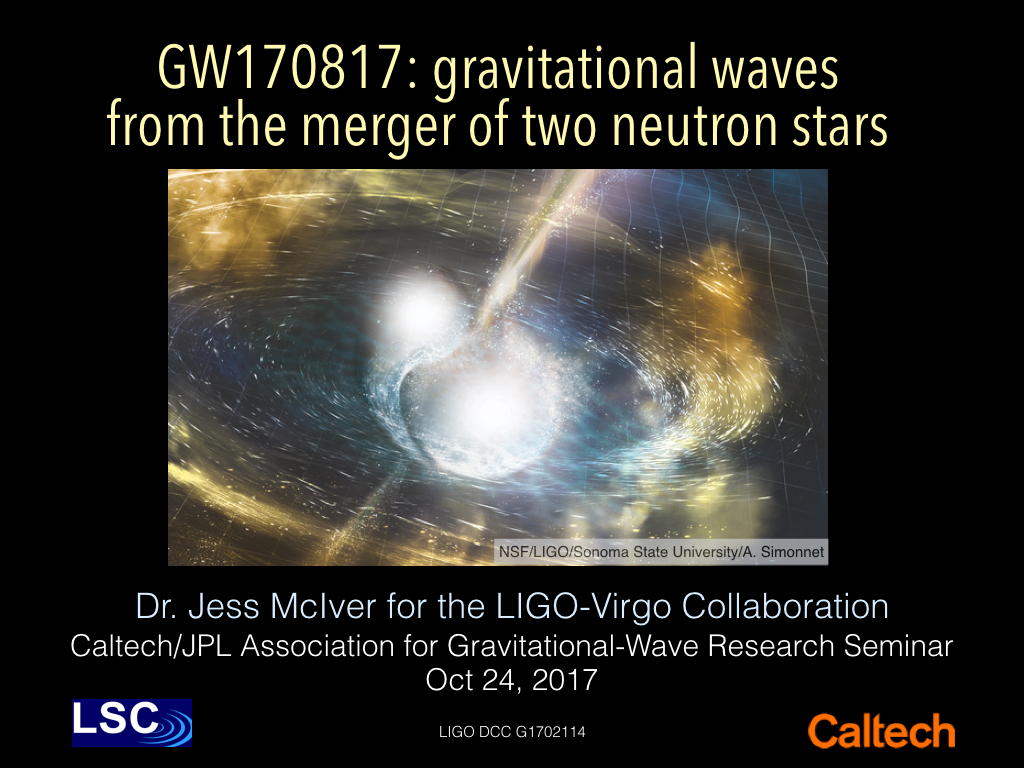 GW170817: gravitational waves
from the merger of two neutron stars
NSF/LIGO/Sonoma State University/A. Simonnet
Dr. Jess McIver for the LIGO-Virgo Collaboration
Caltech/JPL Association for Gravitational-Wave Research Seminar
Oct 24, 2017
LSC
LIGO DCC G1702114
Caltech